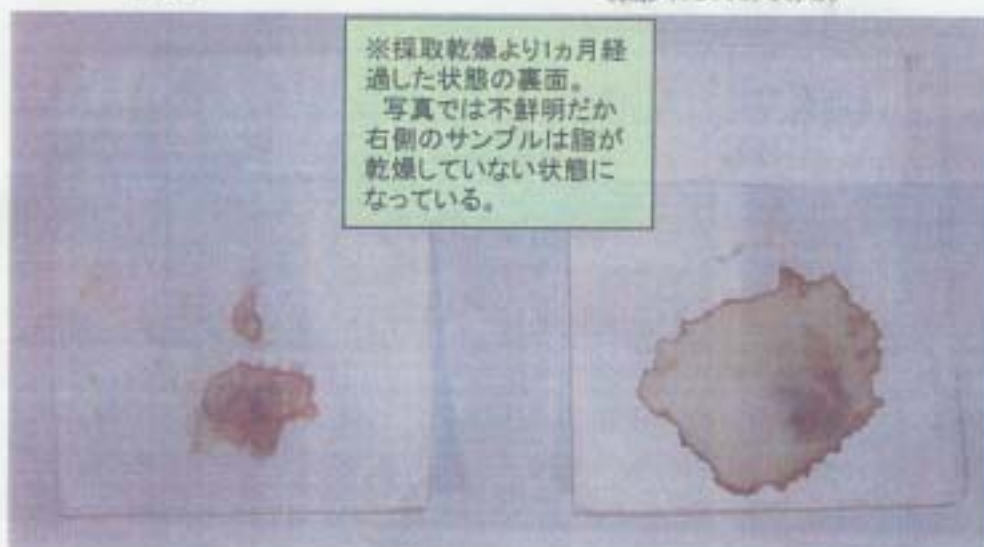 ※採取乾燥より1ヵ月経
過した状態の裏面。
写真では不鮮明だか
右側のサンプルは脂が
乾燥していない状態に
なっている。